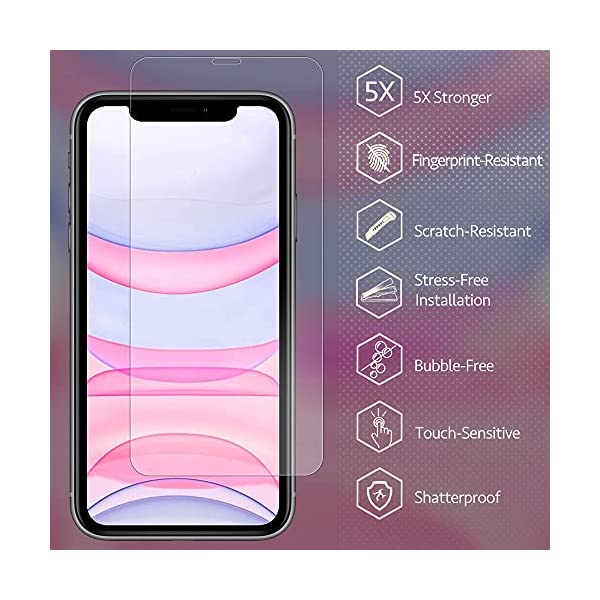 5X
5X Stronger
Fingerprint-Resistant
Scratch-Resistant
Stress-Free
Installation
Bubble-Free
Touch-Sensitive
Shatterproof